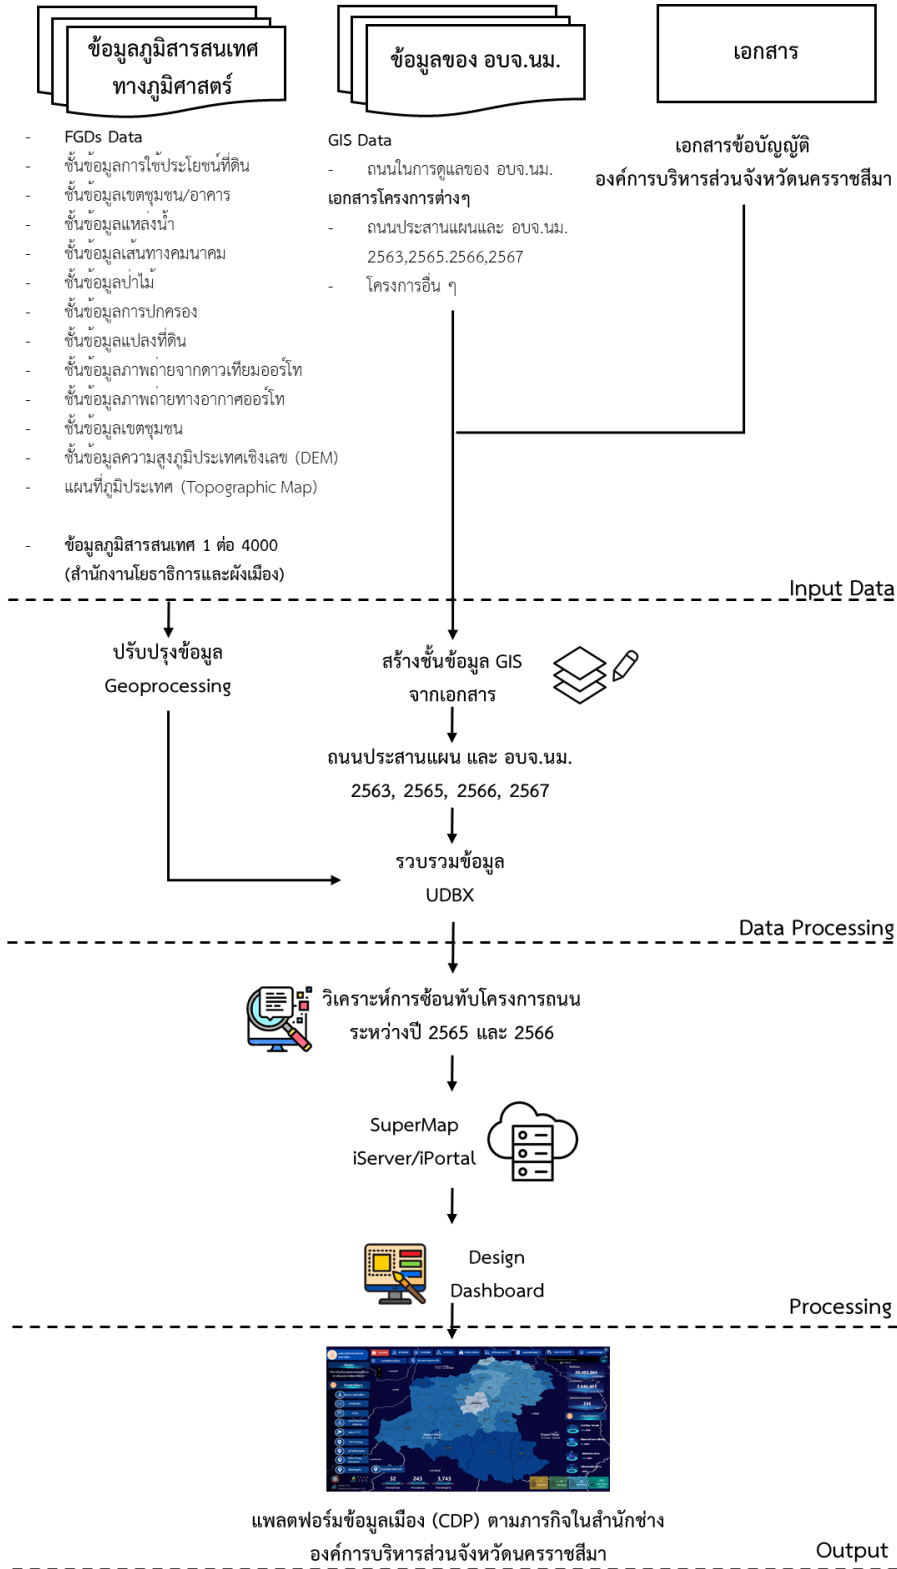 ข้อมูลภูมิสารสนเทศ
ทางภูมิศาสตร์
ข้อมูลของ อบจ.นม.
เอกสาร
- FGDs Data
- ชั้นข้อมูลการใช้ประโยชน์ที่ดิน
- ชั้นข้อมูลเขตชุมชน/อาคาร
- ชั้นข้อมูลแหล่งน้ำ
- ชั้นข้อมูลเส้นทางคมนาคม
- ชั้นข้อมูลป่าไม้
- ชั้นข้อมูลการปกครอง
- ชั้นข้อมูลแปลงที่ดิน
- ชั้นข้อมูลภาพถ่ายจากดาวเทียมออร์โท
- ชั้นข้อมูลภาพถ่ายทางอากาศออร์โท
- ชั้นข้อมูลเขตชุมชน
- ชั้นข้อมูลความสูงภูมิประเทศเชิงเลข (DEM)
- แผนที่ภูมิประเทศ (Topographic Map)
- ข้อมูลภูมิสารสนเทศ 1 ต่อ 4000
(สำนักงานโยธาธิการและผังเมือง)
GIS Data
- ถนนในการดูแลของ อบจ.นม.
เอกสารโครงการต่างๆ
- ถนนประสานแผนและ อบจ.นม.
2563,2565.2566,2567
- โครงการอื่น ๆ
เอกสารข้อบัญญัติ
องค์การบริหารส่วนจังหวัดนครราชสีมา
Input Data
ปรับปรุงข้อมูล
Geoprocessing
สร้างชั้นข้อมูล GIS
จากเอกสาร
ถนนประสานแผน และ อบจ.นม.
2563, 2565, 2566, 2567
รวบรวมข้อมูล
UDBX
Data Processing
วิเคราะห์การซ้อนทับโครงการถนน
ระหว่างปี 2565 และ 2566
SuperMap
iServer/iPortal
Design
Dashboard
Processing
32 243 3,743
แพลตฟอร์มข้อมูลเมือง (CDP) ตามภารกิจในสำนักช่าง
องค์การบริหารส่วนจังหวัดนครราชสีมา
Output